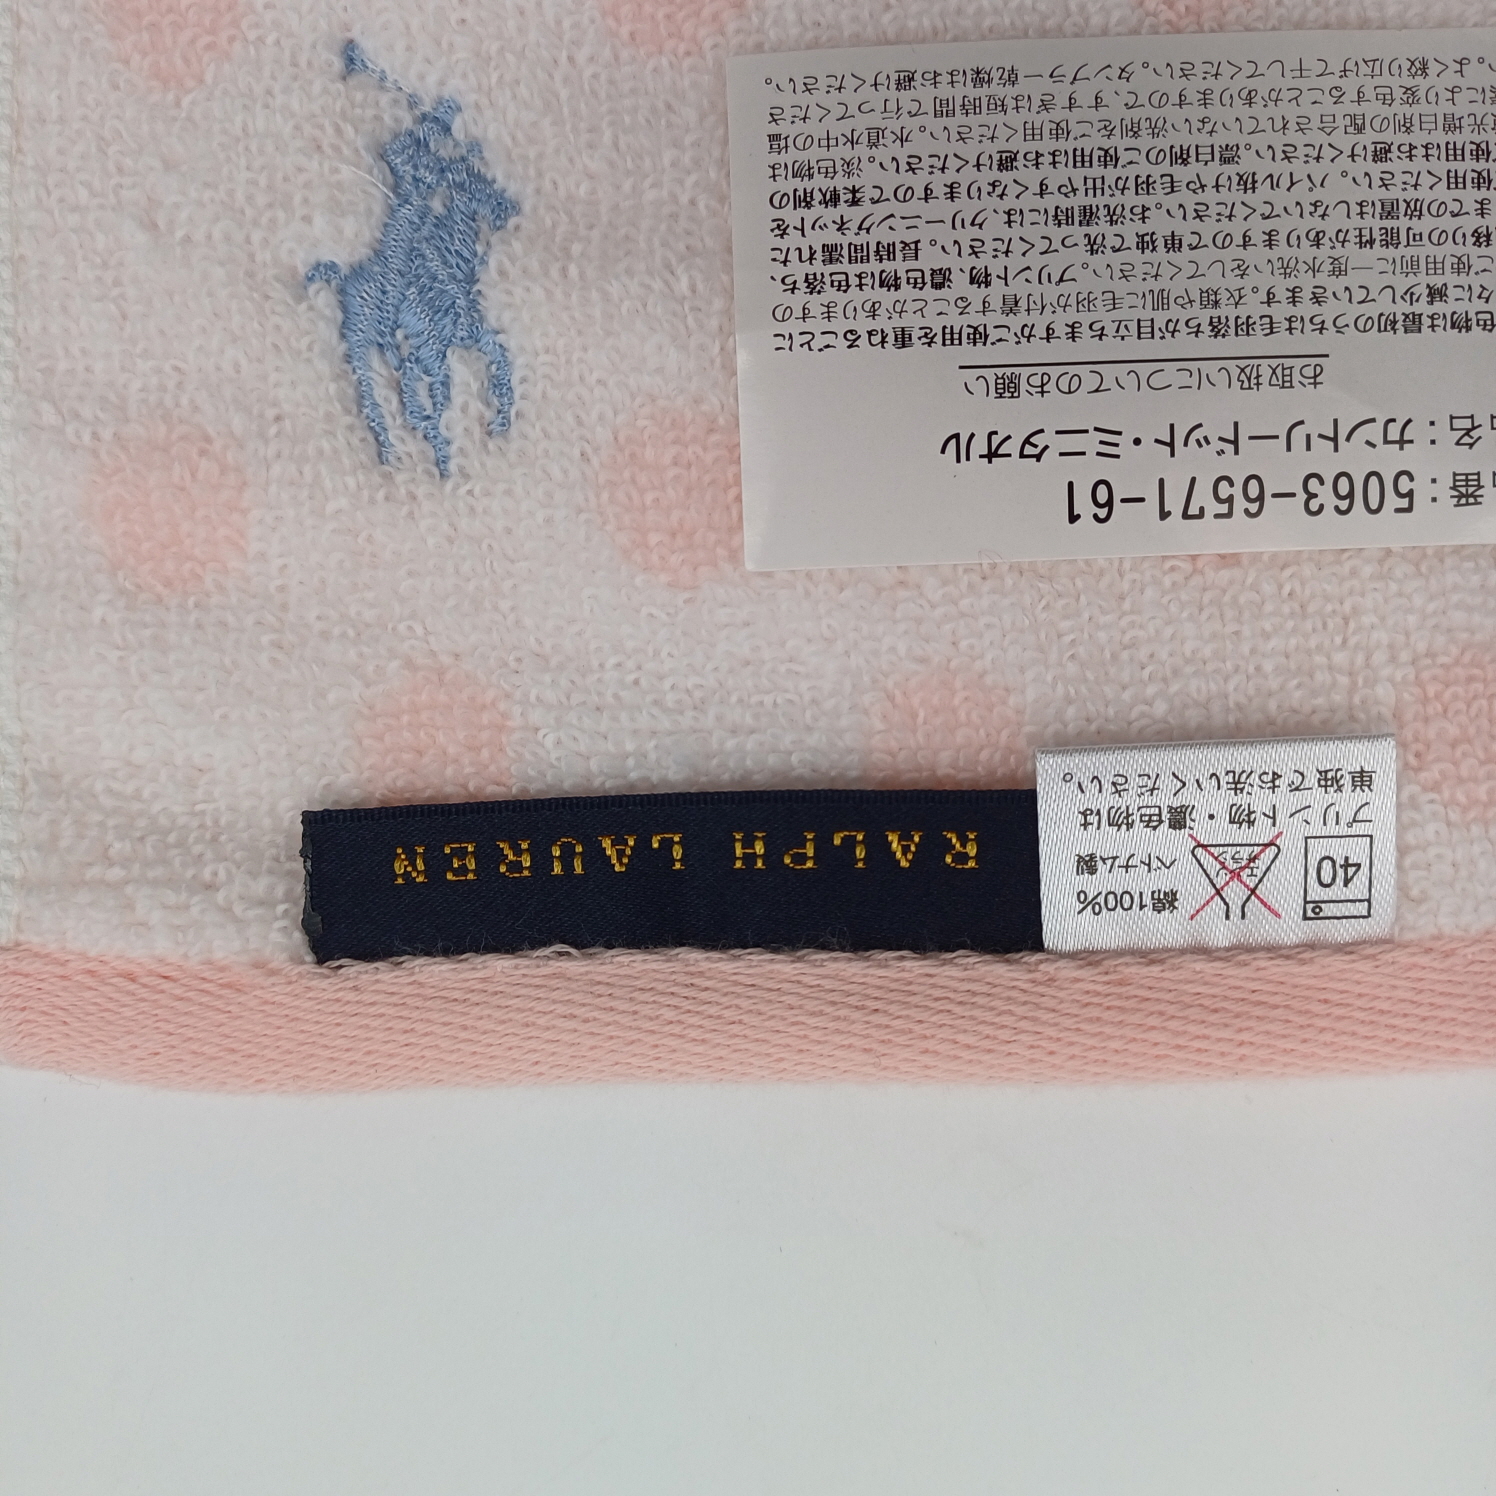 番:5063-6571-61
名:カントリードット・ミニタオル
お取扱いについてのお願い
色物は最初のうちは毛羽落ちが目立ちますがご使用を重ねるごとに
々に減少していきます。衣類や肌に毛羽が付着することがありますの
ご使用前に一度水洗いをしてください。プリント物、濃色物は色落ち、
移りの可能性がありますので単独で洗ってください。長時間濡れた
までの放置はしないでください。お洗濯時には、クリーニングネットを
使用ください。パイル抜けや毛羽が出やすくなりますので柔軟剤の
使用はお避けください。漂白剤のご使用はお避けください。淡色物は
光増白剤の配合されていない洗剤をご使用ください。水道水中の塩
により変色することがありますので、すすぎは短時間で行ってくださ
。よく絞り広げて干してください。タンブラー乾燥はお避けください。
RALPH LAUREN
40
エンソサラシ
綿100%
ベトナム製
プリント物・濃色物は
単独でお洗いください。